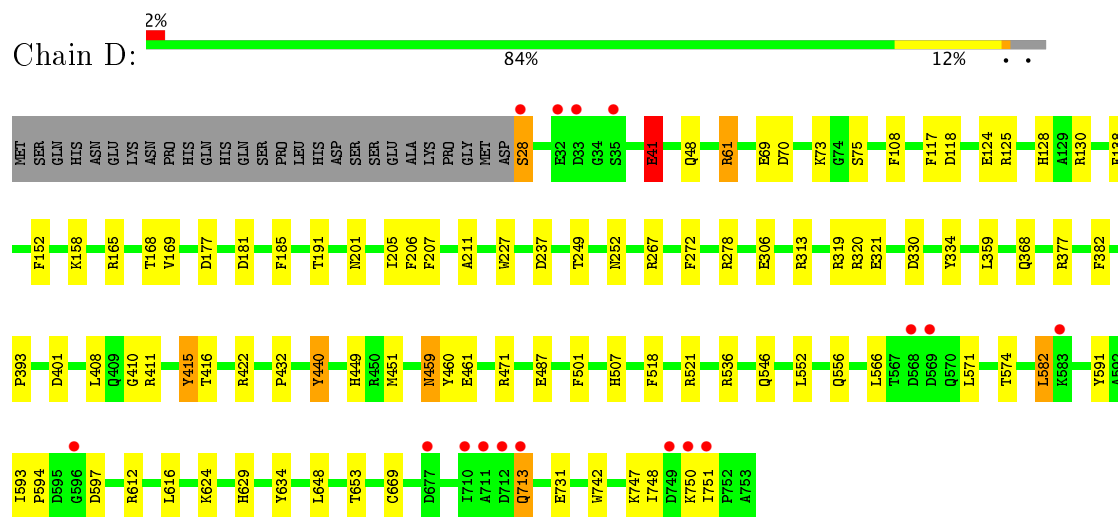 2%
Chain D:
84% 12% • •
MET SER GLN HIS ASN GLU LYS ASN PRO HIS GLN HIS GLN SER PRO LEU HIS ASP SER SER GLU ALA LYS PRO GLY MET ASP S28 E32 D33 G34 S35 E41 Q48 R61 E69 D70 K73 G74 S75 F108 F117 D118 E124 R125 H128 A129 R130
F152 K158 R165 T168 V169 D177 D181 F185 T191 N201 I205 F206 F207 A211 W227 D237 T249 N252 R267 F272 R278 E306 R313 R319 R320 E321 D330 Y334 L359 Q368 R377 F382
P393 D401 L408 Q409 G410 R411 Y415 T416 R422 P432 Y440 H449 R450 M451 N459 Y460 E461 R471 E487 F501 H507 F518 R521 R536 Q546 L552 Q556 L566 T567 D568 D569 Q570 L571 T574 L582 K583 Y591 A592
I593 P594 D595 G596 D597 R612 L616 K624 H629 Y634 L648 T653 C669 D677 I710 A711 D712 Q713 E731 W742 K747 I748 D749 K750 I751 P752 A753